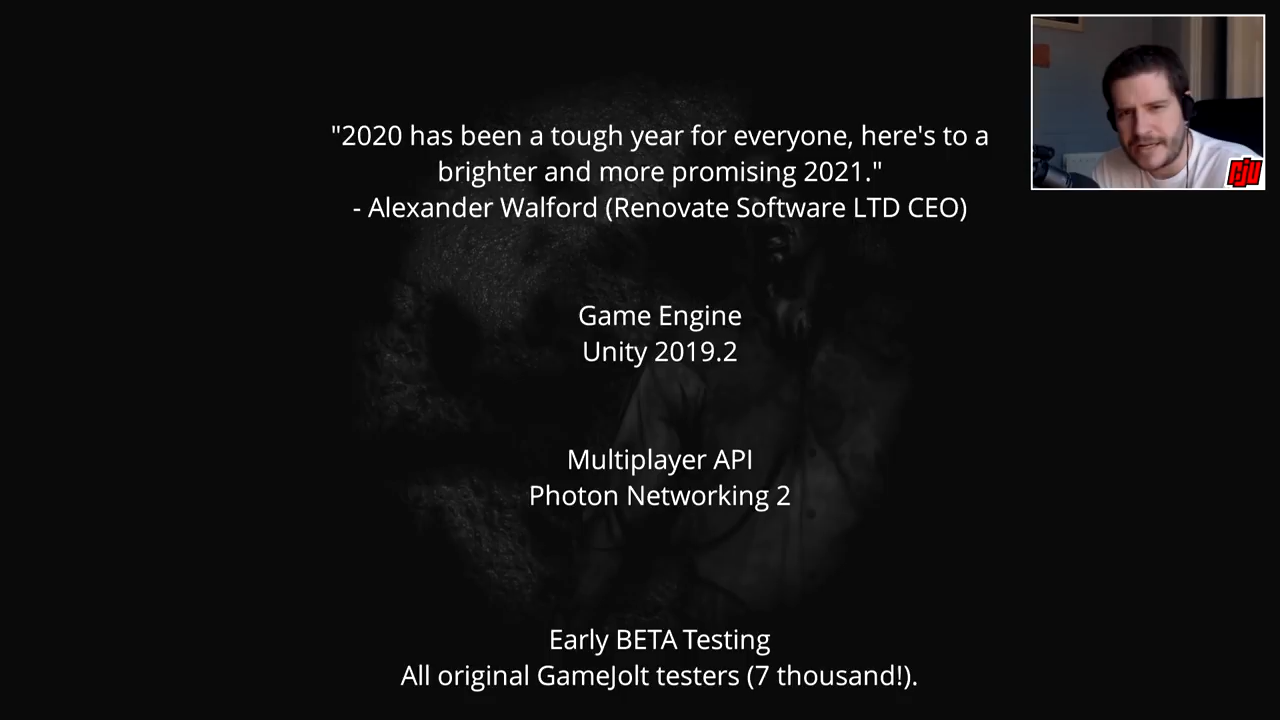 "2020 has been a tough year for everyone, here's to a
brighter and more promising 2021."
- Alexander Walford (Renovate Software LTD CEO)
Game Engine
Unity 2019.2
Multiplayer API
Photon Networking 2
Early BETA Testing
All original GameJolt testers (7 thousand!).